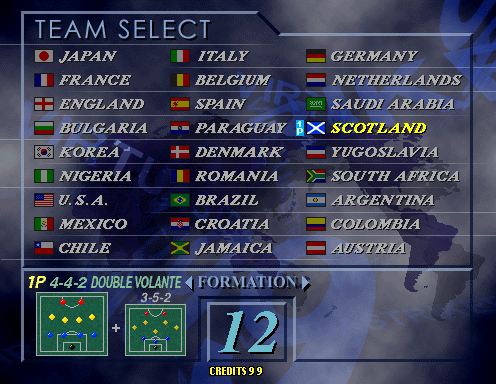 TEAM SELECT
JAPAN ITALY GERMANY
FRANCE BELGIUM NETHERLANDS
ENGLAND SPAIN SAUDI ARABIA
BULGARIA PARAGUAY 1P SCOTLAND
KOREA DENMARK YUGOSLAVIA
NIGERIA ROMANIA SOUTH AFRICA
U.S.A. BRAZIL ARGENTINA
MEXICO CROATIA COLOMBIA
CHILE JAMAICA AUSTRIA
1P 4-4-2 DOUBLE VOLANTE FORMATION
3-5-2
+
12
CREDITS 99